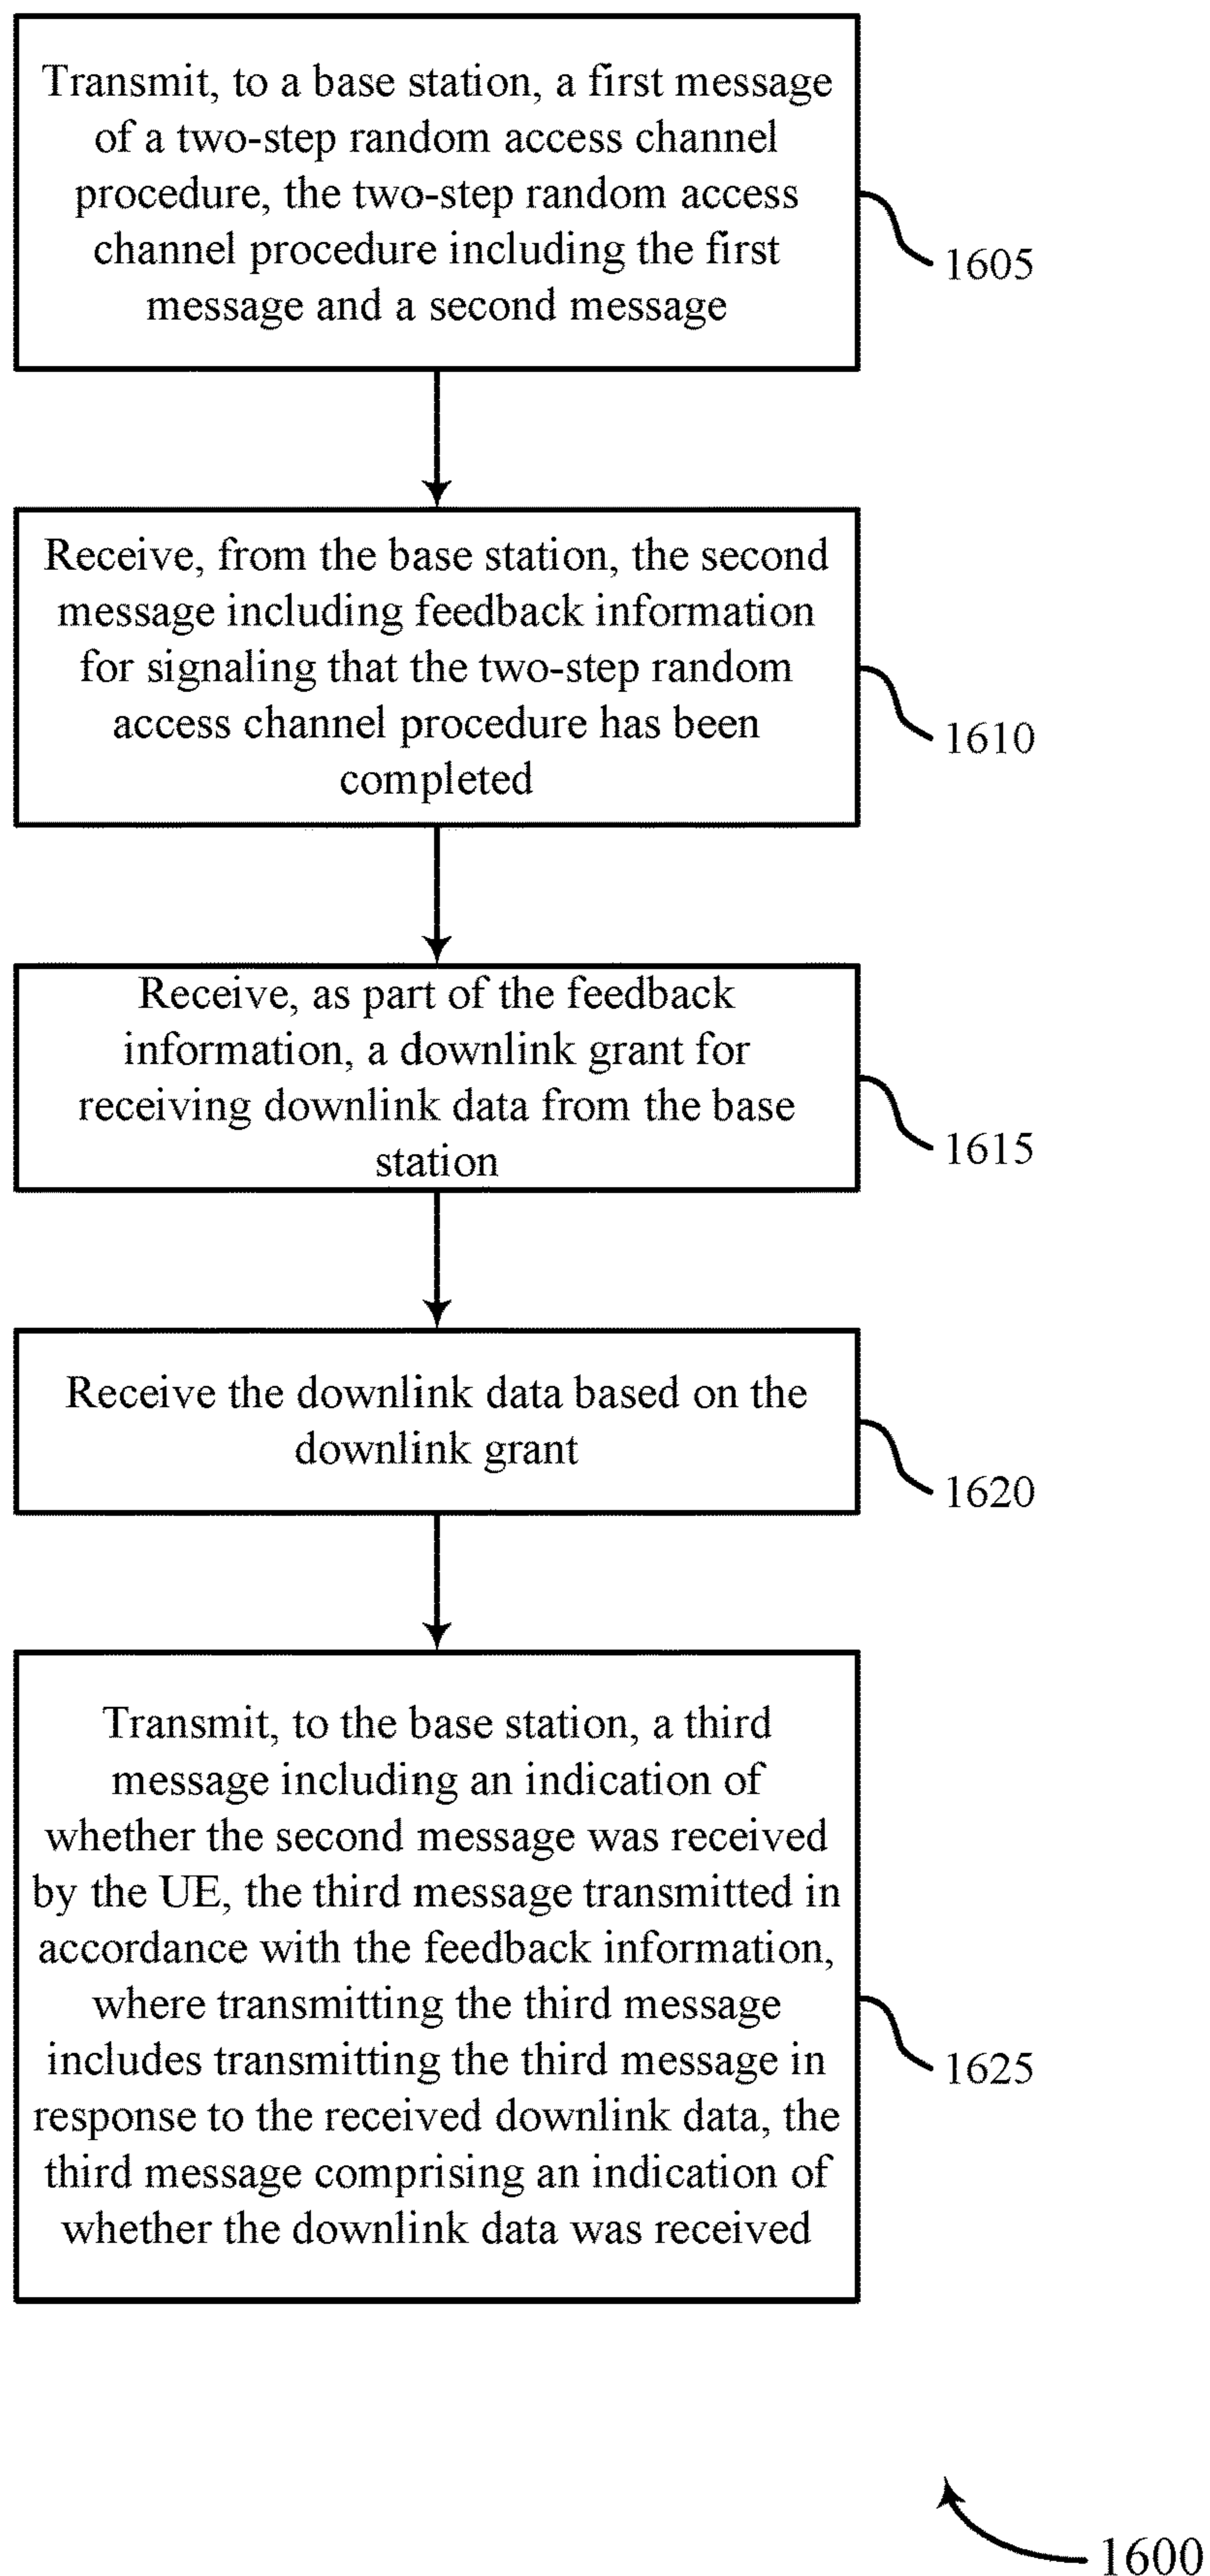 Transmit, to a base station, a first message
of a two-step random access channel
procedure, the two-step random access
channel procedure including the first
message and a second message
1605
Receive, from the base station, the second
message including feedback information
for signaling that the two-step random
access channel procedure has been
completed
1610
Receive, as part of the feedback
information, a downlink grant for
receiving downlink data from the base
station
1615
Receive the downlink data based on the
downlink grant
1620
Transmit, to the base station, a third
message including an indication of
whether the second message was received
by the UE, the third message transmitted in
accordance with the feedback information,
where transmitting the third message
includes transmitting the third message in
response to the received downlink data, the
third message comprising an indication of
whether the downlink data was received
1625
1600